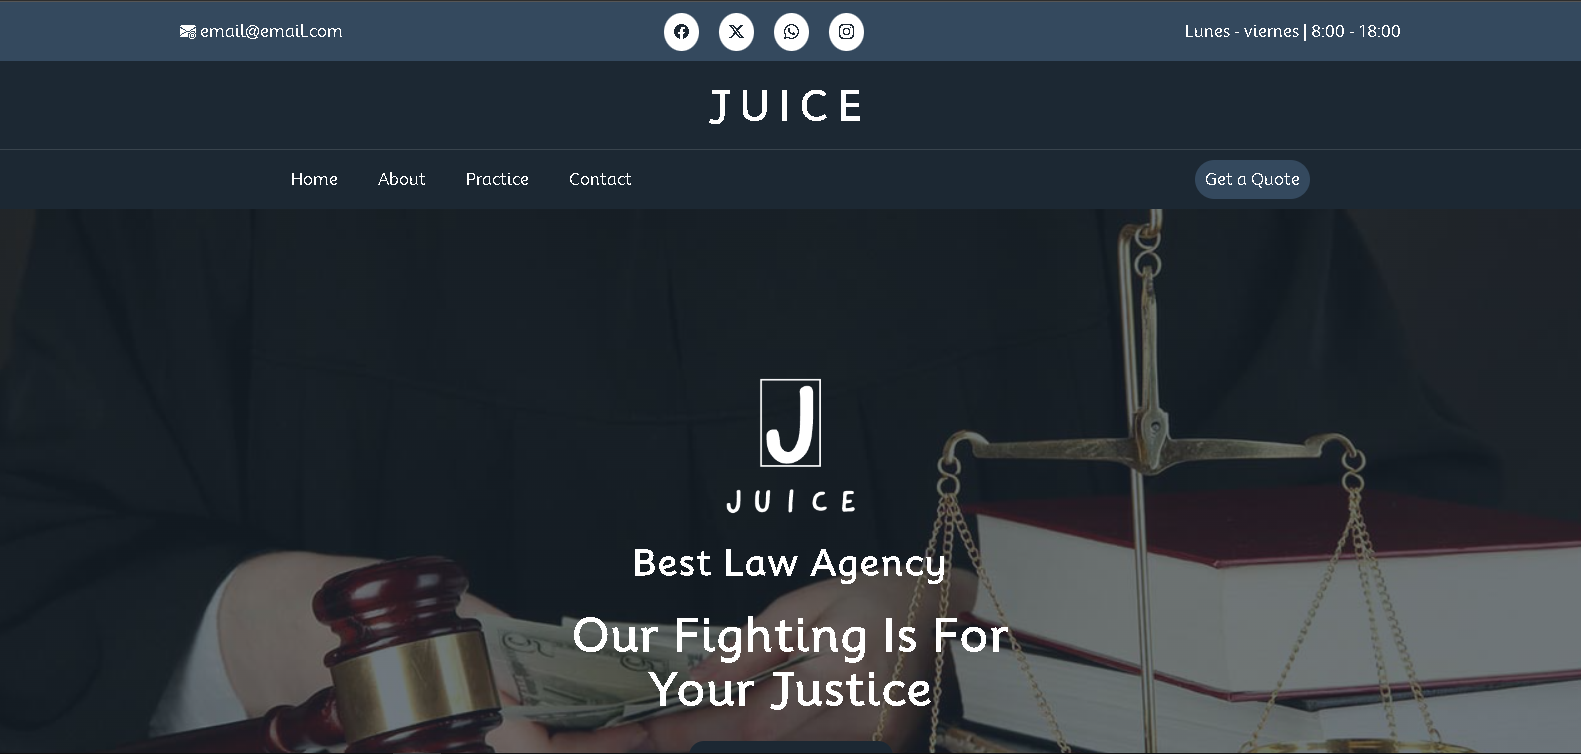 email@email.com
Lunes - viernes | 8:00 - 18:00
JUICE
Home About Practice Contact
Get a Quote
J
JUICE
Best Law Agency
Our Fighting Is For
Your Justice